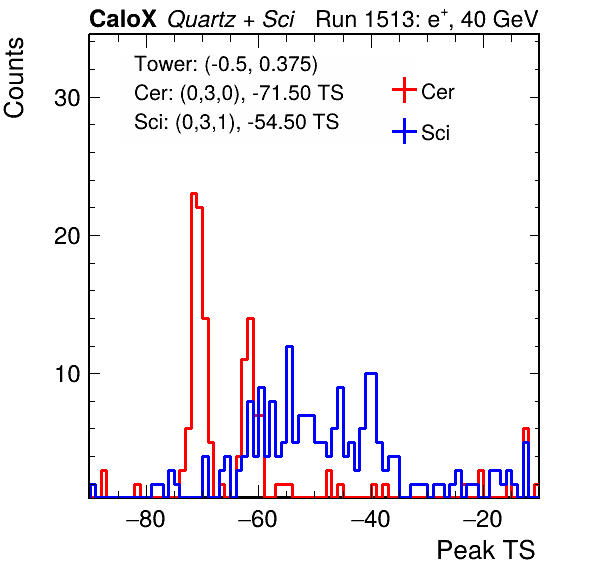 CaloX Quartz + Sci Run 1513: e+, 40 GeV
Counts
Tower: (-0.5, 0.375)
Cer: (0,3,0), -71.50 TS
Sci: (0,3,1), -54.50 TS
Cer
Sci
30
20
10
−80 −60 −40 −20
Peak TS